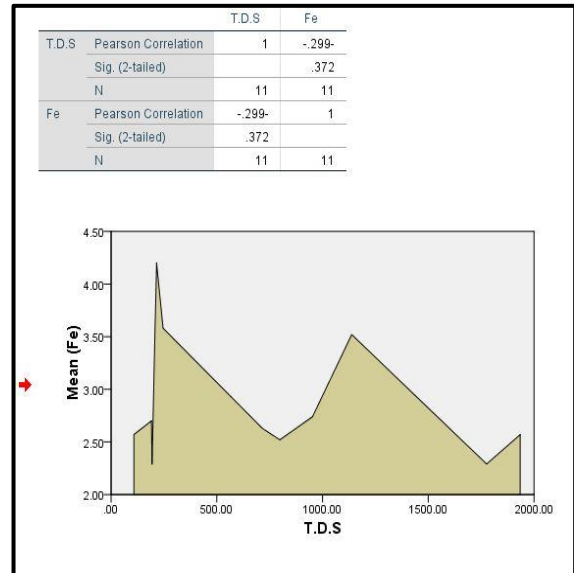 T.D.S Fe
T.D.S Pearson Correlation 1 -.299-
Sig. (2-tailed) .372
N 11 11
Fe Pearson Correlation -.299- 1
Sig. (2-tailed) .372
N 11 11
4.50
4.00
3.50
3.00
2.50
2.00
Mean (Fe)
.00 500.00 1000.00 1500.00 2000.00
T.D.S